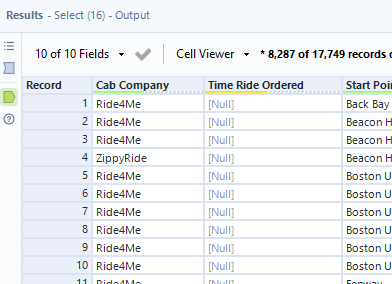 Results - Select (16) - Output
10 of 10 Fields Cell Viewer * 8,287 of 17,749 records
Record Cab Company Time Ride Ordered Start Poin
1 Ride4Me [Null] Back Bay
2 Ride4Me [Null] Beacon H
3 Ride4Me [Null] Beacon H
4 ZippyRide [Null] Beacon H
5 Ride4Me [Null] Boston U
6 Ride4Me [Null] Boston U
7 Ride4Me [Null] Boston U
8 Ride4Me [Null] Boston U
9 Ride4Me [Null] Boston U
10 Ride4Me [Null] Boston U
11 Ride4Me [Null] Fenway